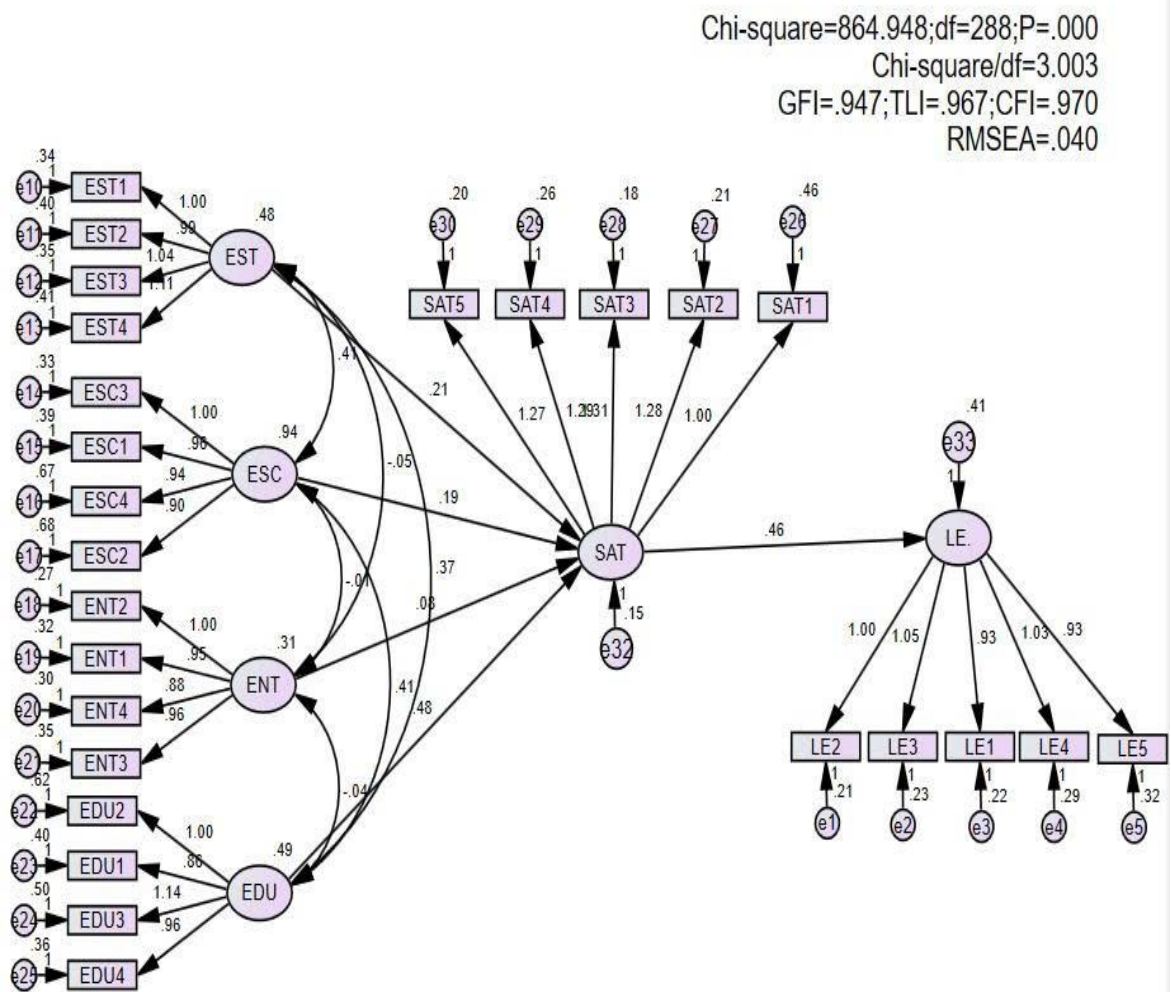 Chi-square=864.948;df=288;P=.000
Chi-square/df=3.003
GFI=.947;TLI=.967;CFI=.970
RMSEA=.040
.34
e10
1
EST1
.40
e11
1
EST2
.35
e12
1
EST3
.41
e13
1
EST4
1.00
.99
1.04
1.11
.48
EST
.33
e14
1
ESC3
.39
e15
1
ESC1
.67
e16
1
ESC4
.68
e17
1
ESC2
1.00
.96
.94
.90
.94
ESC
.27
e18
1
ENT2
.32
e19
1
ENT1
.30
e20
1
ENT4
.35
e21
1
ENT3
1.00
.95
.88
.96
.31
ENT
.62
e22
1
EDU2
.40
e23
1
EDU1
.50
e24
1
EDU3
.36
e25
1
EDU4
1.00
.86
1.14
.96
.49
EDU
.41
-.05
.37
-.01
.41
-.04
.21
.19
.08
.48
.20
.26
.18
.21
.46
e30
e29
e28
e27
e26
1
1
1
1
1
SAT5
SAT4
SAT3
SAT2
SAT1
1.27
1.31
1.28
1.00
SAT
1
.15
e32
.46
.41
e33
1
LE.
1.00
1.05
.93
1.03
.93
LE2
LE3
LE1
LE4
LE5
1
1
1
1
1
.21
.23
.22
.29
.32
e1
e2
e3
e4
e5